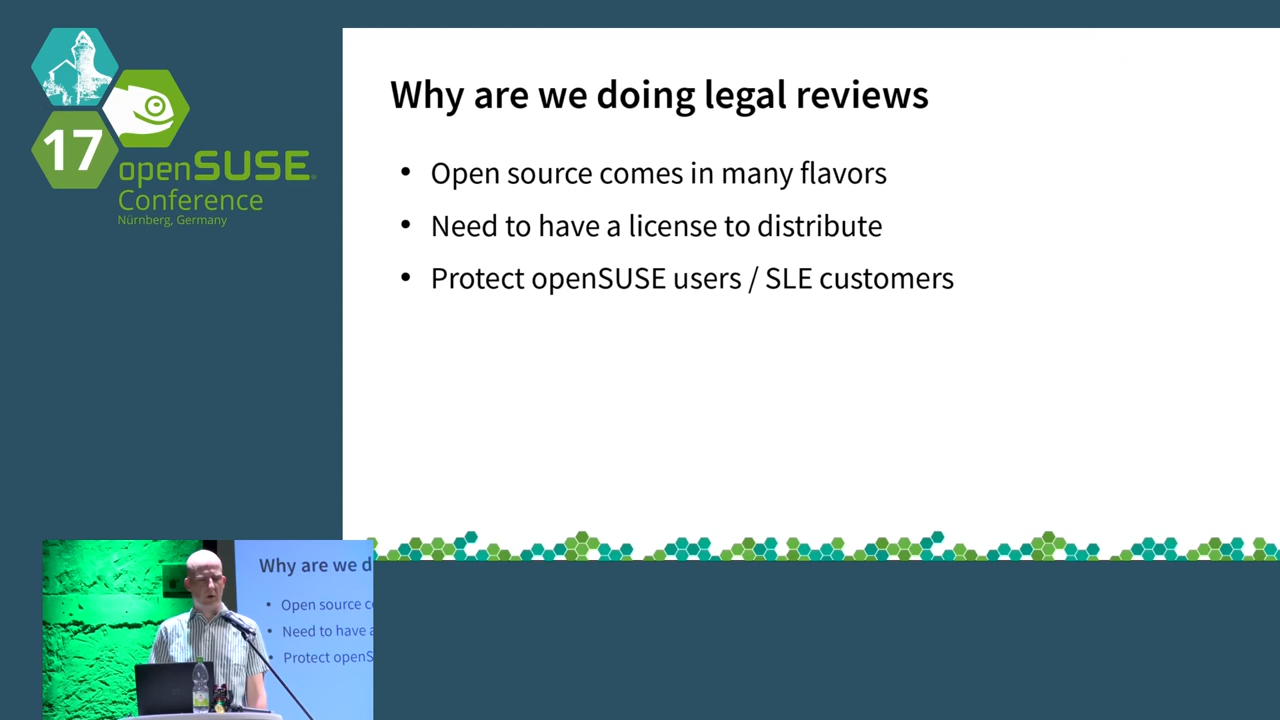 17
openSUSE
Conference
Nürnberg, Germany
Why are we doing legal reviews
• Open source comes in many flavors
• Need to have a license to distribute
• Protect openSUSE users / SLE customers
Why are we d
• Open source c
• Need to have a
• Protect openS